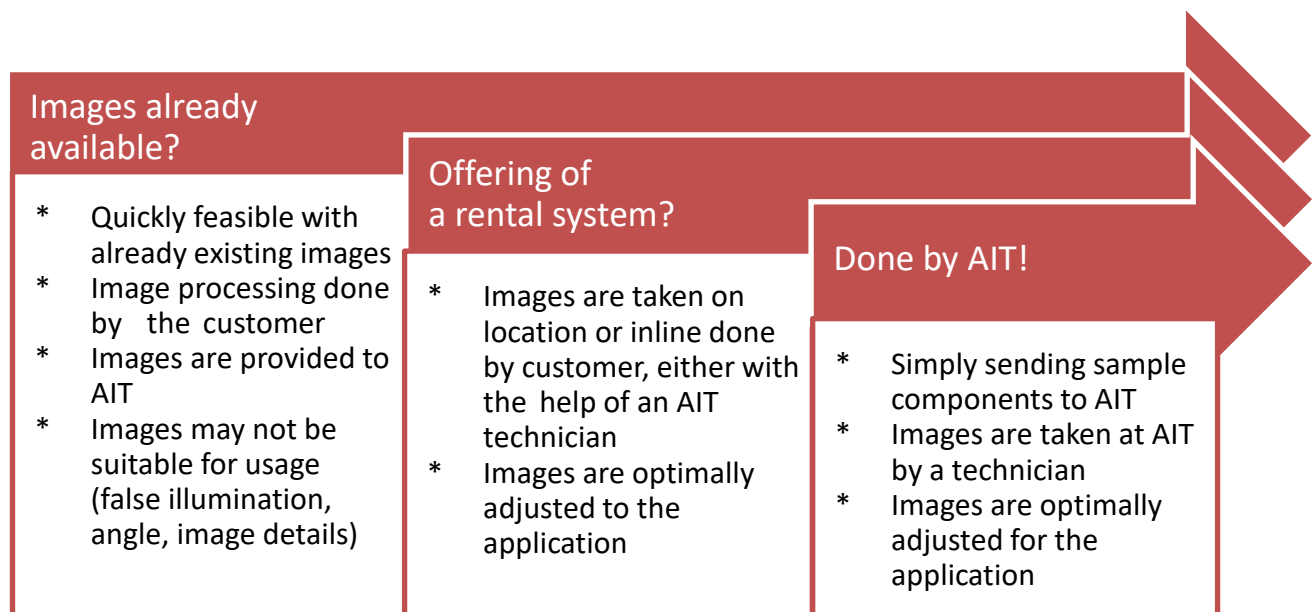 Images already
available?
* Quickly feasible with
already existing images
* Image processing done
by the customer
* Images are provided to
AIT
* Images may not be
suitable for usage
(false illumination,
angle, image details)
Offering of
a rental system?
* Images are taken on
location or inline done
by customer, either with
the help of an AIT
technician
* Images are optimally
adjusted to the
application
Done by AIT!
* Simply sending sample
components to AIT
* Images are taken at AIT
by a technician
* Images are optimally
adjusted for the
application